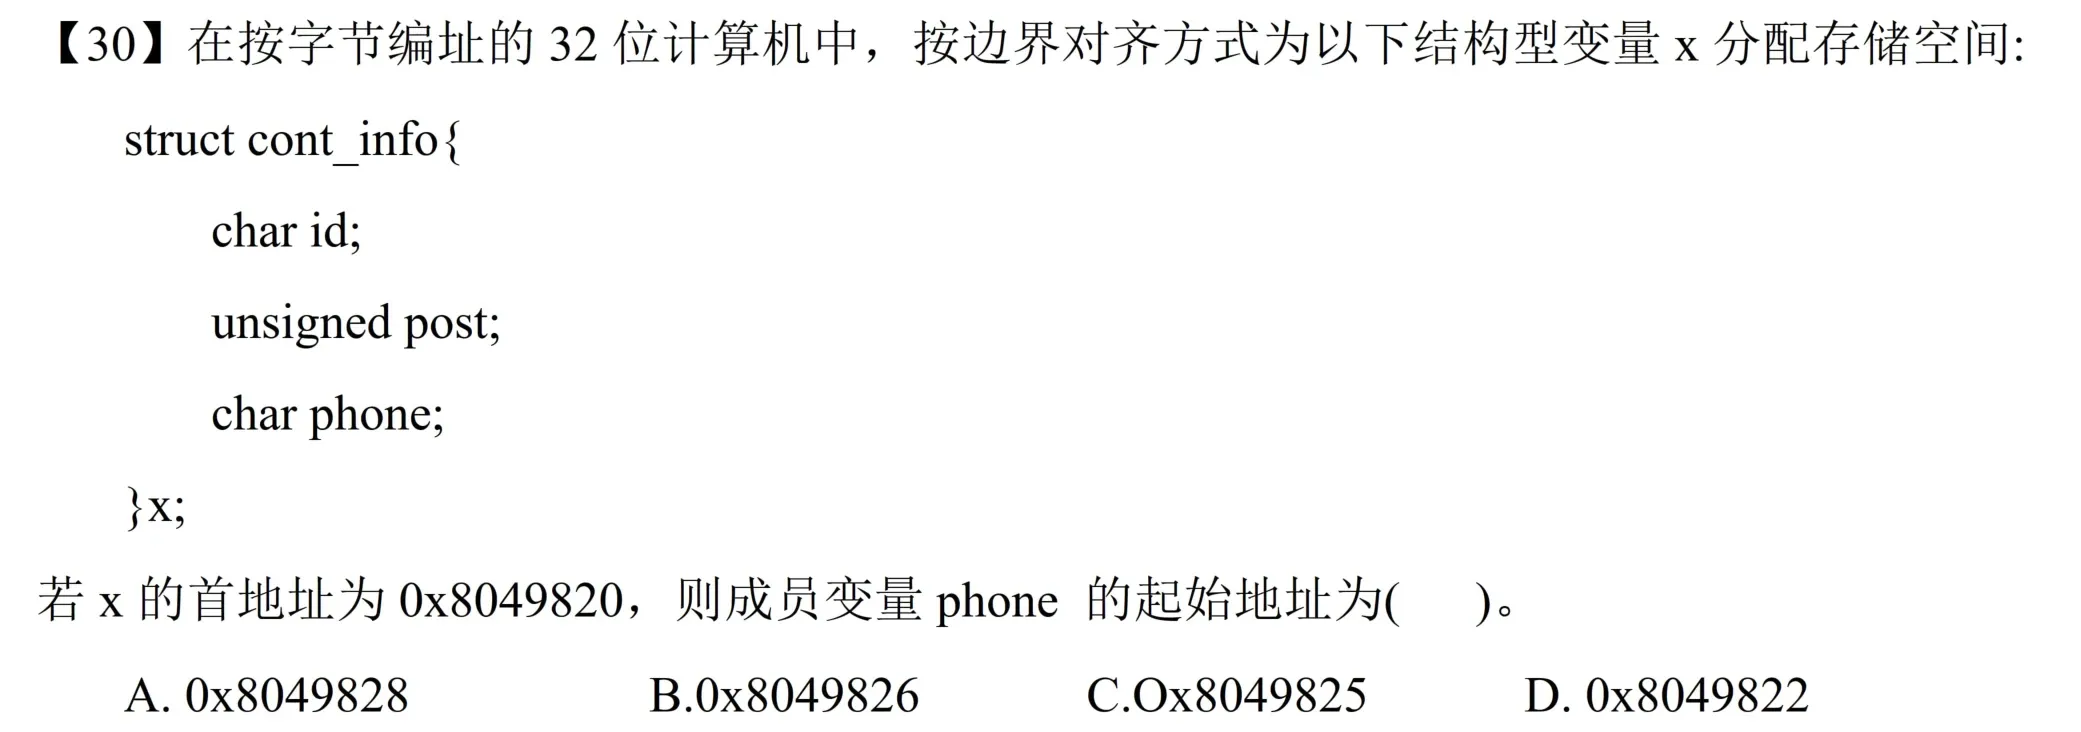 【30】在按字节编址的 32 位计算机中，按边界对齐方式为以下结构型变量 x 分配存储空间:
struct cont_info{
char id;
unsigned post;
char phone;
}x;
若 x 的首地址为 0x8049820，则成员变量 phone 的起始地址为( )。
A. 0x8049828 B.0x8049826 C.Ox8049825 D. 0x8049822